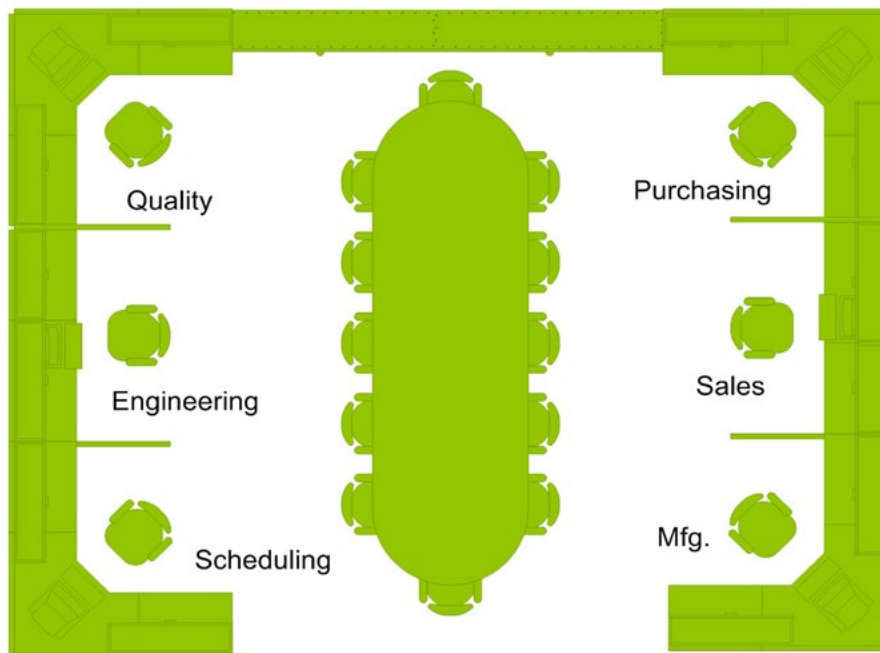 Quality
Purchasing
Engineering
Sales
Scheduling
Mfg.